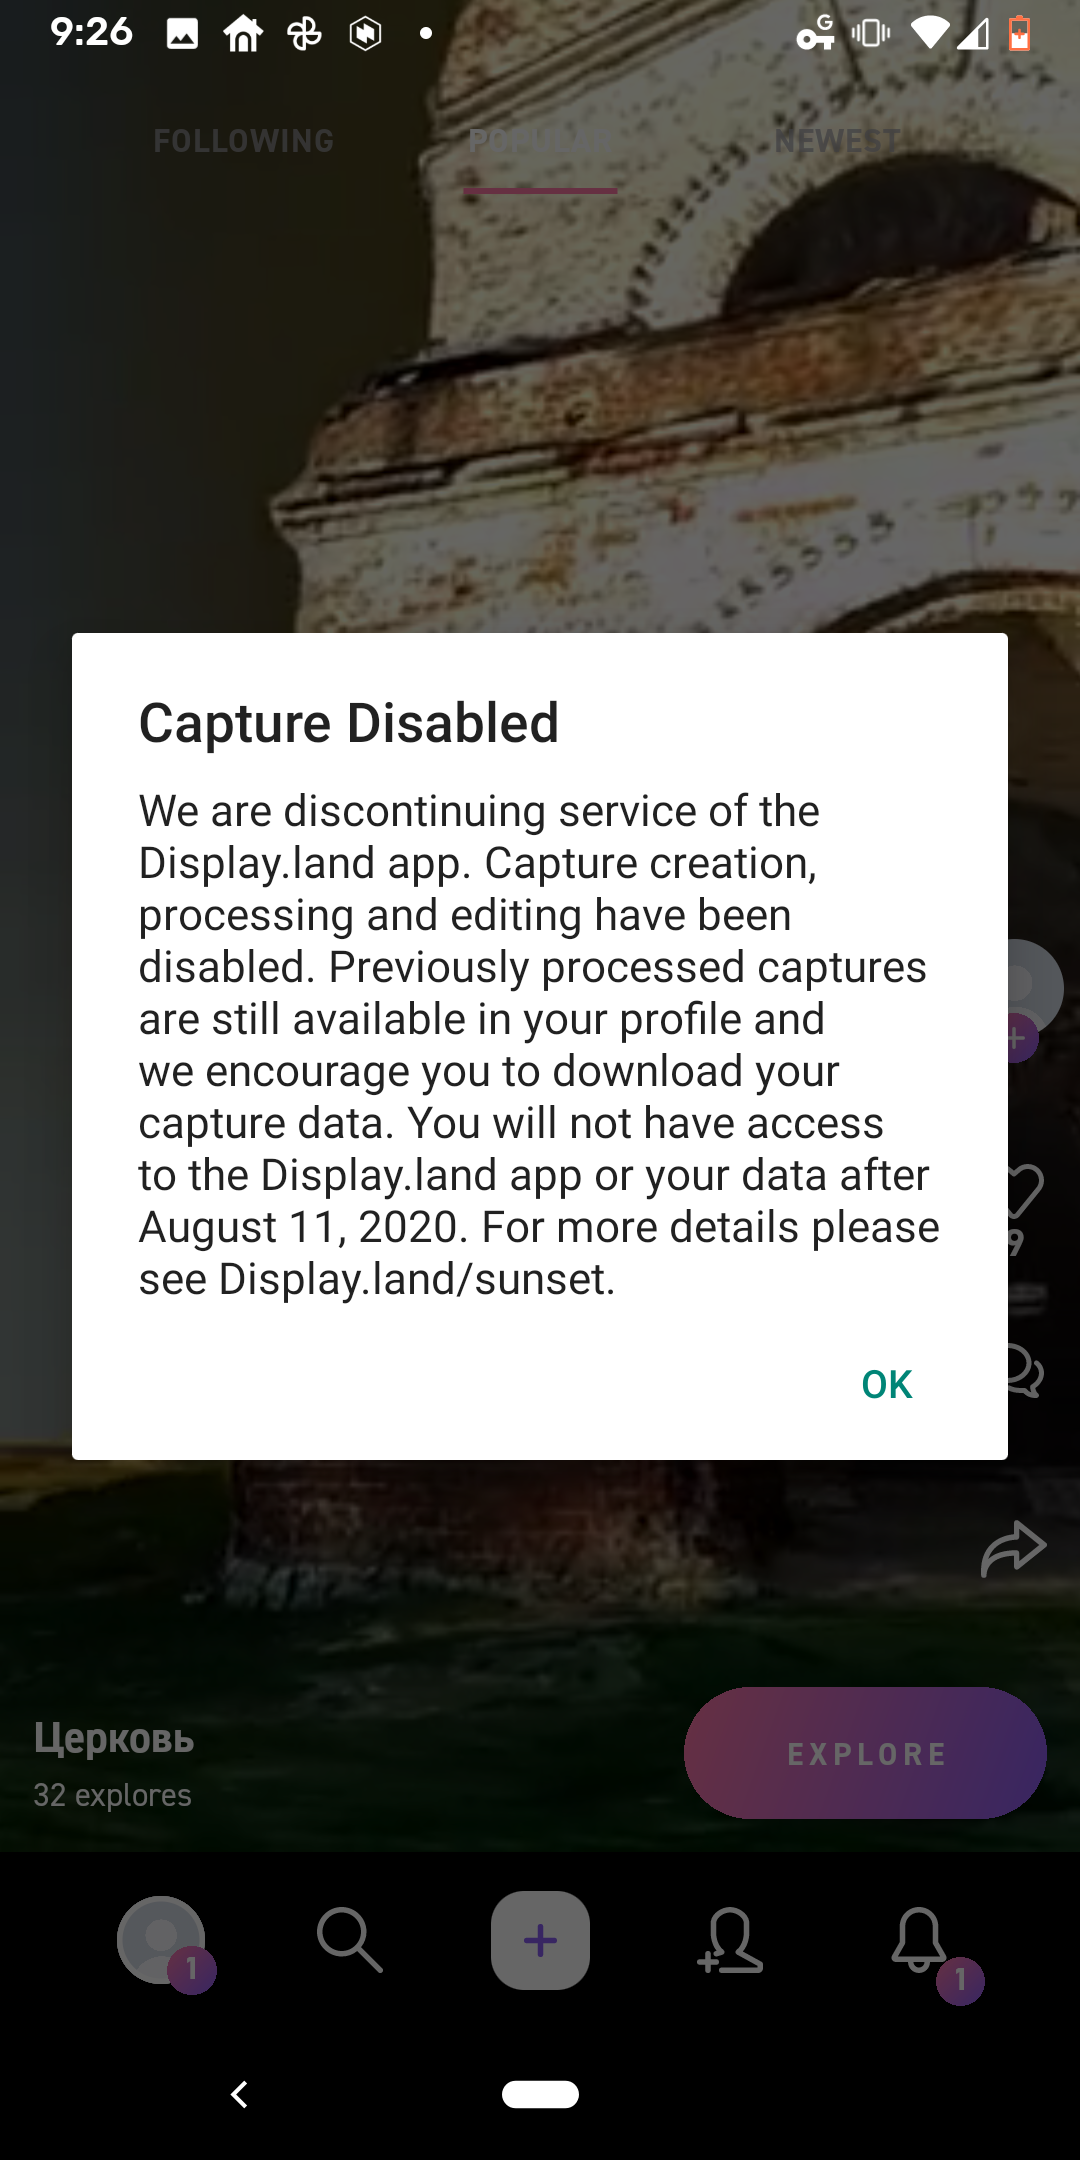 9:26
G
FOLLOWING POPULAR NEWEST
Capture Disabled
We are discontinuing service of the
Display.land app. Capture creation,
processing and editing have been
disabled. Previously processed captures
are still available in your profile and
we encourage you to download your
capture data. You will not have access
to the Display.land app or your data after
August 11, 2020. For more details please
see Display.land/sunset.
9
OK
Церковь
32 explores
EXPLORE
1
1